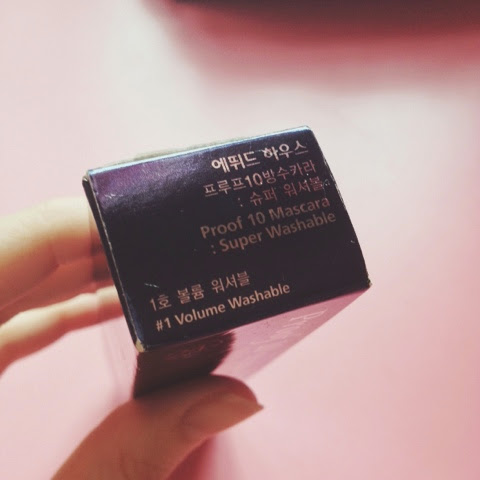 에뛰드 하우스
프루프10방수카라
: 슈퍼 워셔블
Proof 10 Mascara
: Super Washable
1호 볼륨 워셔블
#1 Volume Washable